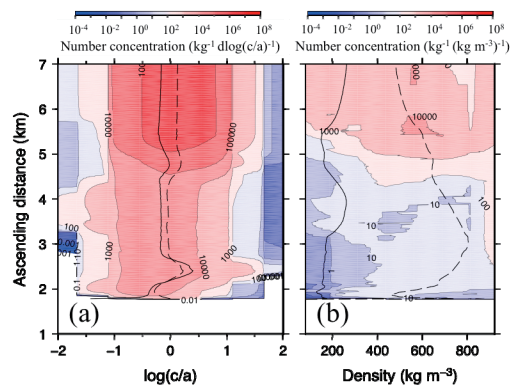 10⁻⁴ 10⁻² 10⁰ 10² 10⁴ 10⁶ 10⁸
Number concentration (kg⁻¹ dlog(c/a)⁻¹)
10⁻⁴ 10⁻² 10⁰ 10² 10⁴ 10⁶ 10⁸
Number concentration (kg⁻¹ (kg m⁻³)⁻¹)
Ascending distance (km)
7
6
5
4
3
2
1
100
10000
100000
100
1000
10000
1000
0.01
1
10
0.1
(a)
−2 −1 0 1 2
log(c/a)
1000
10000
100
10
10
10
10
1
(b)
200 400 600 800
Density (kg m⁻³)